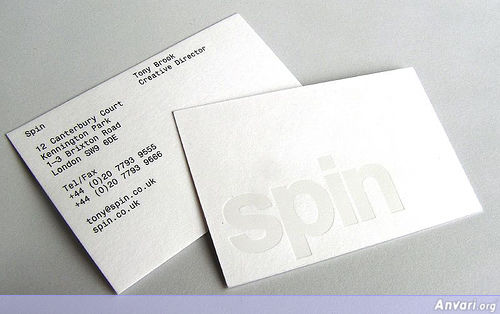 Tony Brook
Creative Director
Spin
12 Canterbury Court
Kennington Park
1–3 Brixton Road
London SW9 6DE
Tel/Fax
+44 (0)20 7793 9555
+44 (0)20 7793 9666
tony@spin.co.uk
spin.co.uk
spin
Anvari.org